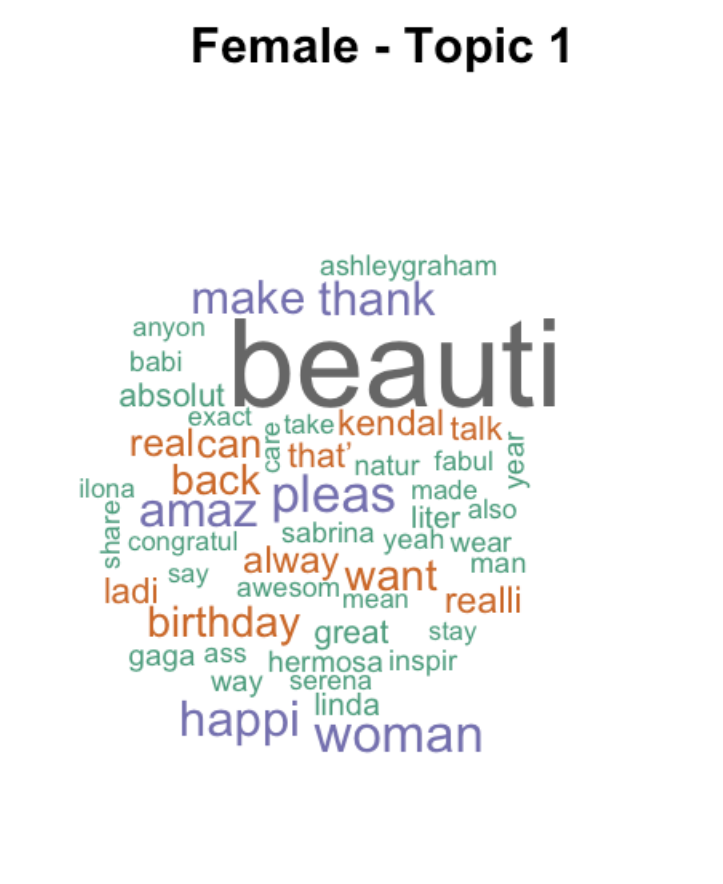 Female - Topic 1
ashleygraham
make thank
anyon
beauti
babi
absolut
exact
care
take
kendal
talk
real
can
that’
natur
fabul
year
ilona
back
pleas
made
amaz
liter
also
share
congratul
sabrina
yeah
wear
man
say
alway
want
ladi
awesom
mean
realli
birthday
great
stay
gaga
ass
hermosa
inspir
way
serena
happi
linda
woman